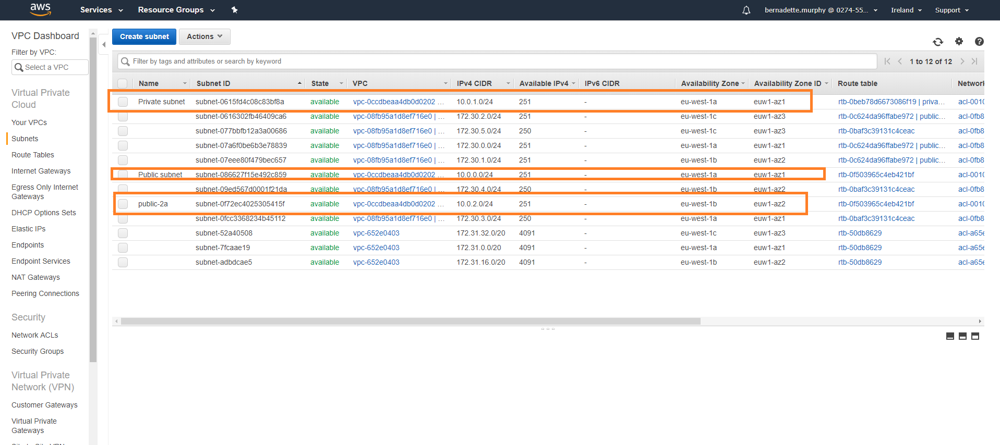 aws Services Resource Groups bernadette.murphy @ 0274-55... Ireland Support
VPC Dashboard
Filter by VPC:
Select a VPC
Virtual Private
Cloud
Your VPCs
Subnets
Route Tables
Internet Gateways
Egress Only Internet
Gateways
DHCP Options Sets
Elastic IPs
Endpoints
Endpoint Services
NAT Gateways
Peering Connections
Security
Network ACLs
Security Groups
Virtual Private
Network (VPN)
Customer Gateways
Virtual Private
Gateways
Create subnet Actions
Filter by tags and attributes or search by keyword 1 to 12 of 12
Name Subnet ID State VPC IPv4 CIDR Available IPv4 IPv6 CIDR Availability Zone Availability Zone ID Route table Network
Private subnet subnet-0615fd4c08c83bf8a available vpc-0ccdbeaa4db0d0202 ... 10.0.1.0/24 251 - eu-west-1a euw1-az1 rtb-0beb78d6673086f19 | priva... acl-0010
subnet-0616302fb46409ca6 available vpc-08fb95a1d8ef716e0 | ... 172.30.2.0/24 251 - eu-west-1c euw1-az3 rtb-0c624da96ffabe972 | public... acl-0fb8
subnet-077bbfb12a3a00686 available vpc-08fb95a1d8ef716e0 | ... 172.30.5.0/24 250 - eu-west-1c euw1-az3 rtb-0baf3c39131c4ceac acl-0fb8
subnet-07a6f0be6b3e78839 available vpc-08fb95a1d8ef716e0 | ... 172.30.0.0/24 251 - eu-west-1a euw1-az1 rtb-0c624da96ffabe972 | public... acl-0fb8
subnet-07eee80f479bec657 available vpc-08fb95a1d8ef716e0 | ... 172.30.1.0/24 251 - eu-west-1b euw1-az2 rtb-0c624da96ffabe972 | public... acl-0fb8
Public subnet subnet-086627f15e492c859 available vpc-0ccdbeaa4db0d0202 ... 10.0.0.0/24 251 - eu-west-1a euw1-az1 rtb-0f503965c4eb421bf acl-0010
subnet-09ed567d0001f21da available vpc-08fb95a1d8ef716e0 | ... 172.30.4.0/24 250 - eu-west-1b euw1-az2 rtb-0baf3c39131c4ceac acl-0fb8
public-2a subnet-0f72ec4025305415f available vpc-0ccdbeaa4db0d0202 ... 10.0.2.0/24 251 - eu-west-1b euw1-az2 rtb-0f503965c4eb421bf acl-0010
subnet-0fcc3368234b45112 available vpc-08fb95a1d8ef716e0 | ... 172.30.3.0/24 250 - eu-west-1a euw1-az1 rtb-0baf3c39131c4ceac acl-0fb8
subnet-52a40508 available vpc-652e0403 172.31.32.0/20 4091 - eu-west-1c euw1-az3 rtb-50db8629 acl-a65e
subnet-7fcaae19 available vpc-652e0403 172.31.0.0/20 4091 - eu-west-1a euw1-az1 rtb-50db8629 acl-a65e
subnet-adbdcae5 available vpc-652e0403 172.31.16.0/20 4091 - eu-west-1b euw1-az2 rtb-50db8629 acl-a65e